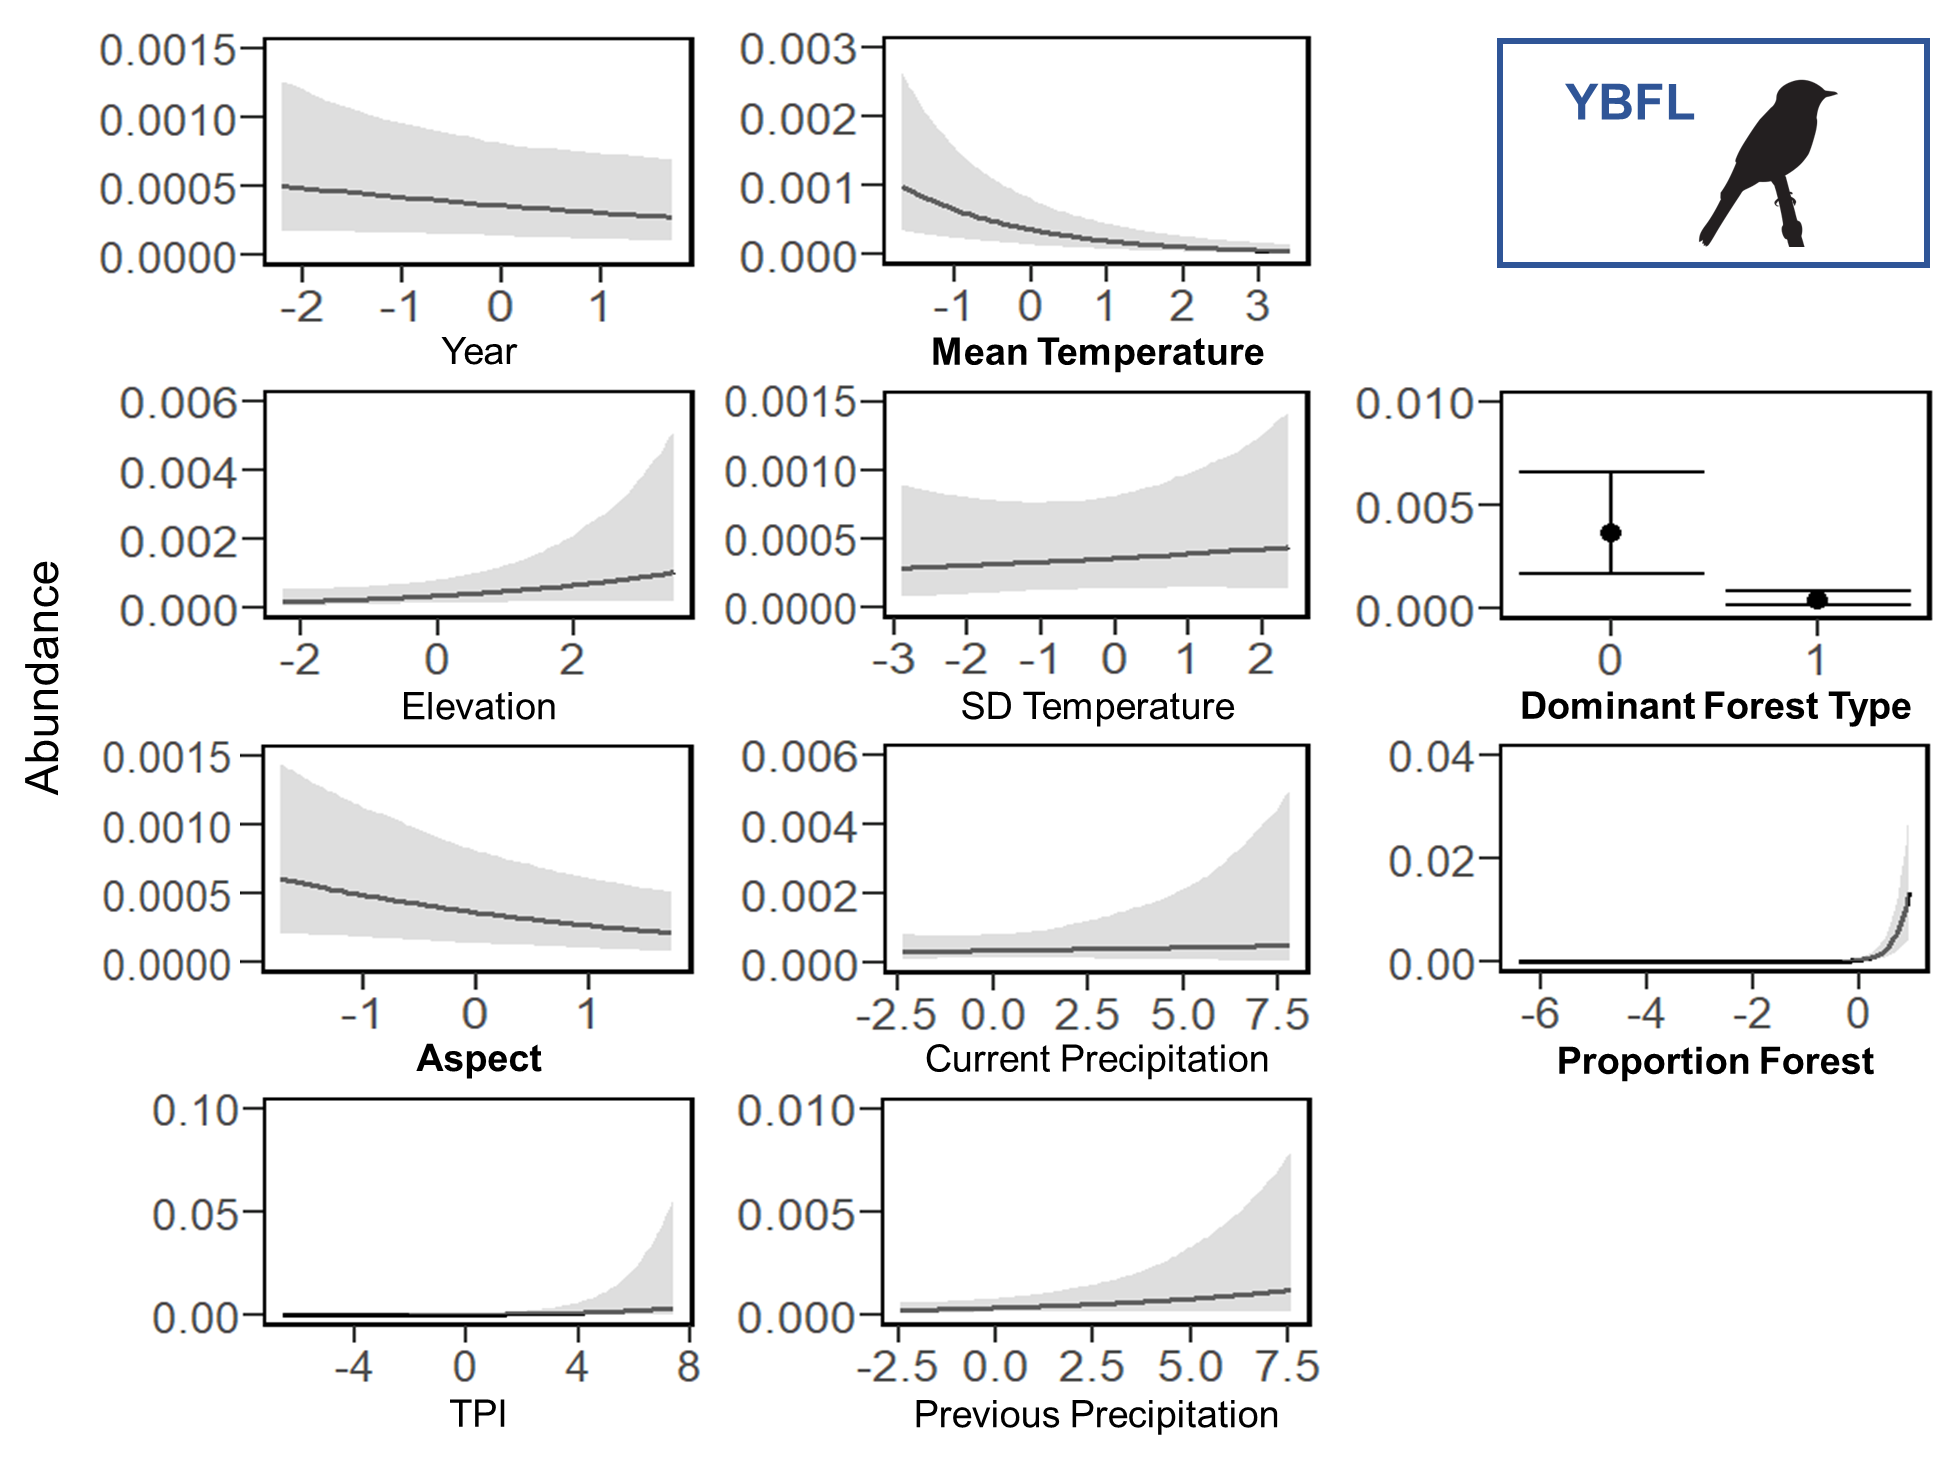 Abundance
0.0015
0.0010
0.0005
0.0000
-2 -1 0 1
Year
0.003
0.002
0.001
0.000
-1 0 1 2 3
Mean Temperature
YBFL
0.006
0.004
0.002
0.000
-2 0 2
Elevation
0.0015
0.0010
0.0005
0.0000
-3 -2 -1 0 1 2
SD Temperature
0.010
0.005
0.000
0 1
Dominant Forest Type
0.0015
0.0010
0.0005
0.0000
-1 0 1
Aspect
0.006
0.004
0.002
0.000
-2.5 0.0 2.5 5.0 7.5
Current Precipitation
0.04
0.02
0.00
-6 -4 -2 0
Proportion Forest
0.10
0.05
0.00
-4 0 4 8
TPI
0.010
0.005
0.000
-2.5 0.0 2.5 5.0 7.5
Previous Precipitation